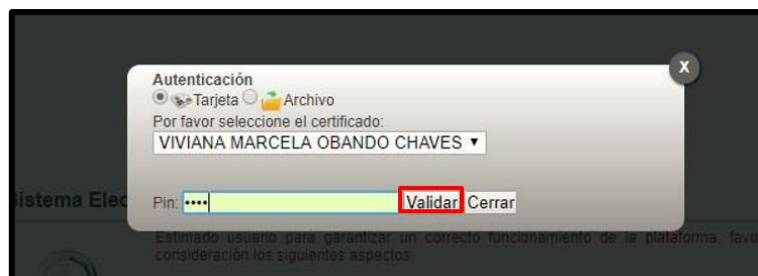 X
Autenticación
Tarjeta Archivo
Por favor seleccione el certificado:
VIVIANA MARCELA OBANDO CHAVES
Sistema Elec
Pin: •••• Validar Cerrar
Estimado usuario para garantizar un correcto funcionamiento de la plataforma, favo
consideración los siguientes aspectos: